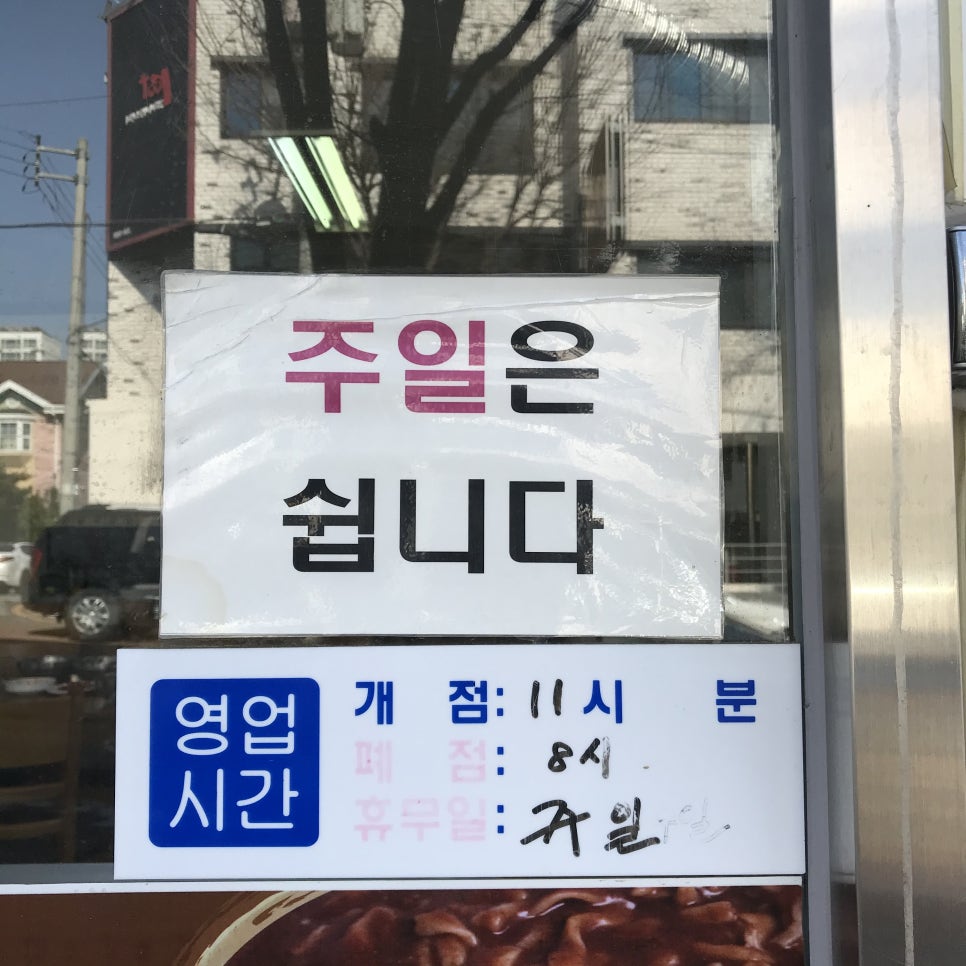 주일은
쉽니다
영업
시간
개 점: 11시 분
폐 점: 8시
휴무일: 주일